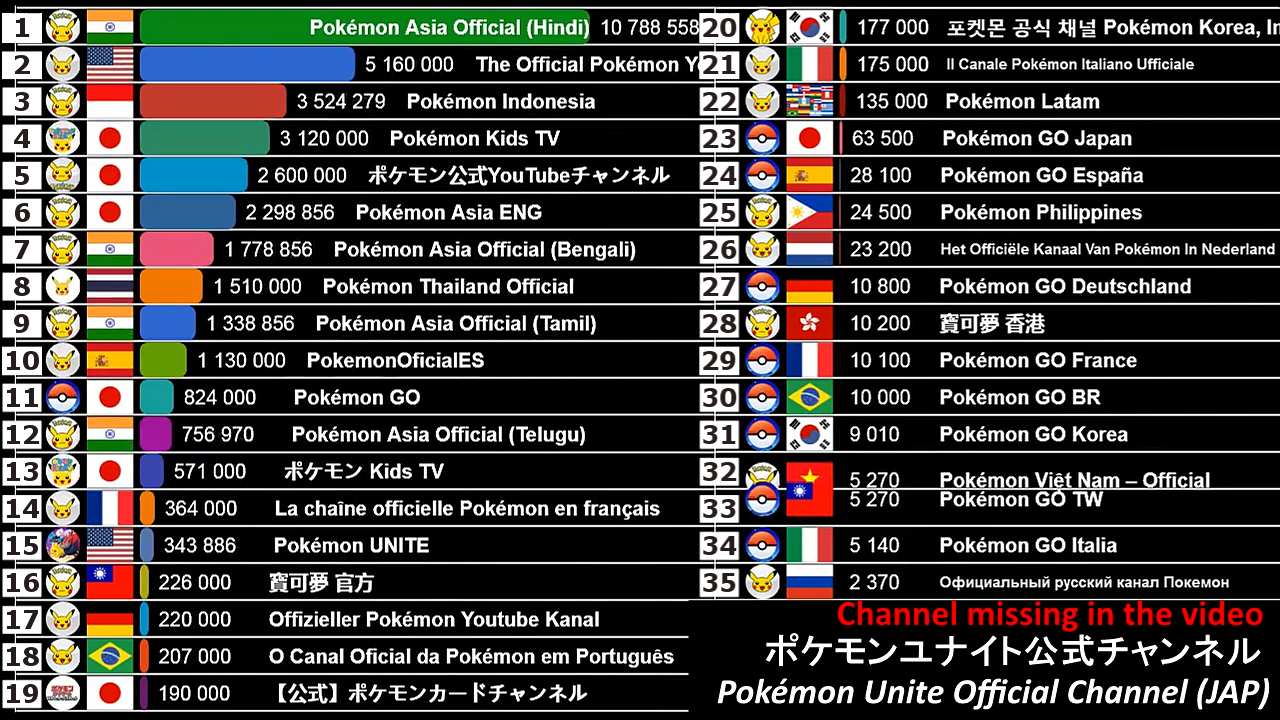 1 Pokémon Asia Official (Hindi) 10 788 558
2 5 160 000 The Official Pokémon Y
3 3 524 279 Pokémon Indonesia
4 3 120 000 Pokémon Kids TV
5 2 600 000 ポケモン公式YouTubeチャンネル
6 2 298 856 Pokémon Asia ENG
7 1 778 856 Pokémon Asia Official (Bengali)
8 1 510 000 Pokémon Thailand Official
9 1 338 856 Pokémon Asia Official (Tamil)
10 1 130 000 PokemonOficialES
11 824 000 Pokémon GO
12 756 970 Pokémon Asia Official (Telugu)
13 571 000 ポケモン Kids TV
14 364 000 La chaîne officielle Pokémon en français
15 343 886 Pokémon UNITE
16 226 000 寶可夢 官方
17 220 000 Offizieller Pokémon Youtube Kanal
18 207 000 O Canal Oficial da Pokémon em Português
19 190 000 【公式】ポケモンカードチャンネル
20 177 000 포켓몬 공식 채널 Pokémon Korea, In
21 175 000 Il Canale Pokémon Italiano Ufficiale
22 135 000 Pokémon Latam
23 63 500 Pokémon GO Japan
24 28 100 Pokémon GO España
25 24 500 Pokémon Philippines
26 23 200 Het Officiële Kanaal Van Pokémon In Nederland
27 10 800 Pokémon GO Deutschland
28 10 200 寶可夢 香港
29 10 100 Pokémon GO France
30 10 000 Pokémon GO BR
31 9 010 Pokémon GO Korea
32 5 270 Pokémon Việt Nam – Official
33 5 270 Pokémon GO TW
34 5 140 Pokémon GO Italia
35 2 370 Официальный русский канал Покемон
Channel missing in the video
ポケモンユナイト公式チャンネル
Pokémon Unite Official Channel (JAP)